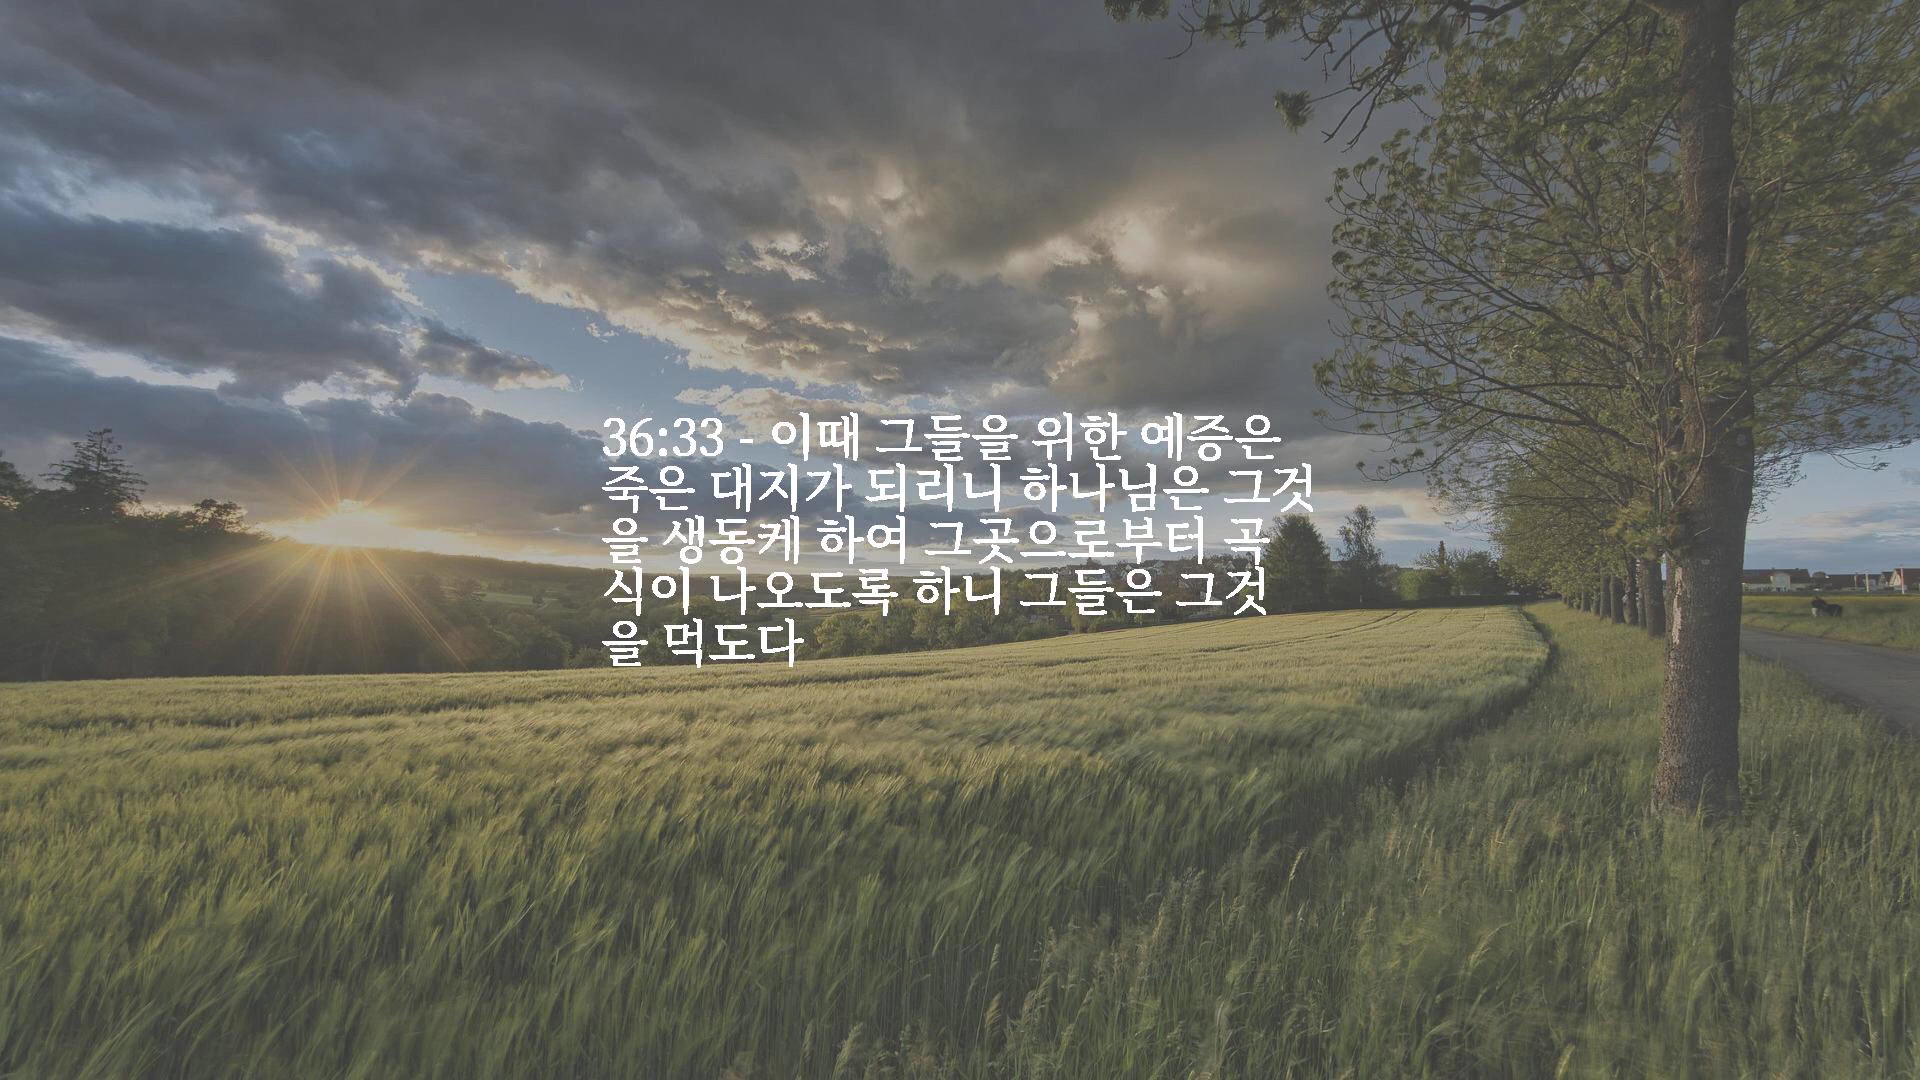 36:33 - 이때 그들을 위한 예증은
죽은 대지가 되리니 하나님은 그것
을 생동케 하여 그곳으로부터 곡
식이 나오도록 하니 그들은 그것
을 먹도다